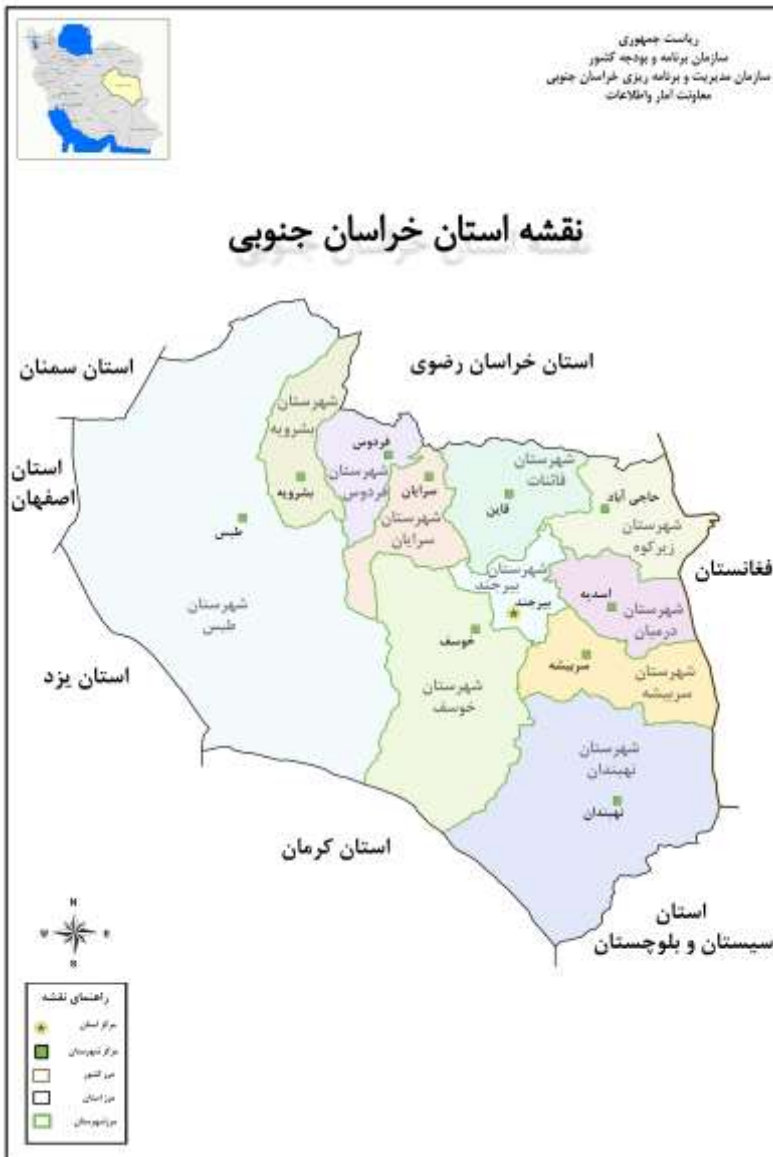 ریاست جمهوری
سازمان برنامه و بودجه کشور
سازمان مدیریت و برنامه ریزی خراسان جنوبی
معاونت آمار واطلاعات
نقشه استان خراسان جنوبی
استان خراسان رضوی
استان سمنان
شهرستان
بشرویه
فردوس
شهرستان
فردوس
شهرستان
قائنات
استان
اصفهان
بشرویه
سرایان
قاین
حاجی آباد
شهرستان
سرایان
شهرستان
زیرکوه
طبس
افغانستان
شهرستان
بیرجند
بیرجند
اسدیه
شهرستان
درمیان
شهرستان
طبس
خوسف
سربیشه
شهرستان
سربیشه
استان یزد
شهرستان
خوسف
شهرستان
نهبندان
نهبندان
استان کرمان
استان
سیستان و بلوچستان
N
W
E
S
راهنمای نقشه
مرکز استان
مرکز شهرستان
مرز کشور
مرز استان
مرز شهرستان